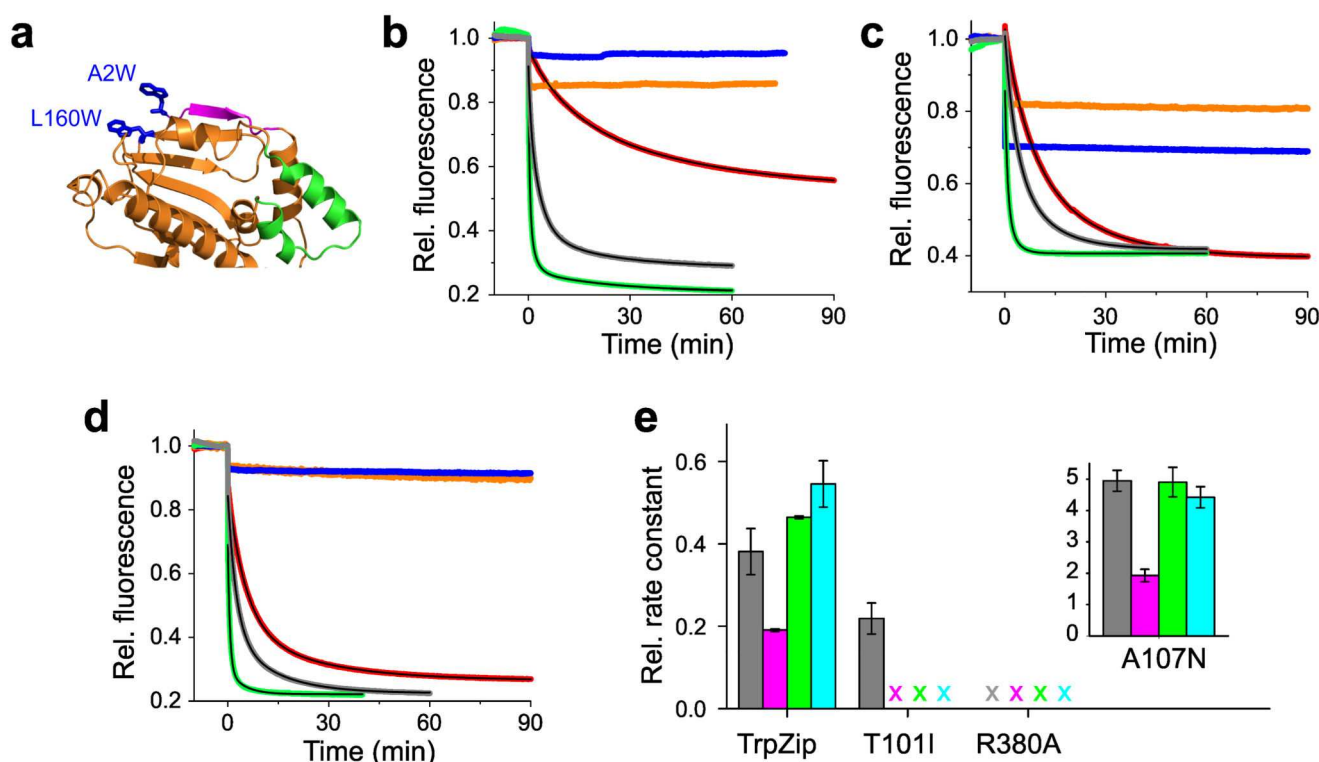 a
A2W
L160W
b
Rel. fluorescence
1.0
0.8
0.6
0.4
0.2
0 30 60 90
Time (min)
c
Rel. fluorescence
1.0
0.8
0.6
0.4
0 30 60 90
Time (min)
d
Rel. fluorescence
1.0
0.8
0.6
0.4
0.2
0 30 60 90
Time (min)
e
Rel. rate constant
0.6
0.4
0.2
0.0
X X X
X X X X
TrpZip T101I R380A
5
4
3
2
1
0
A107N